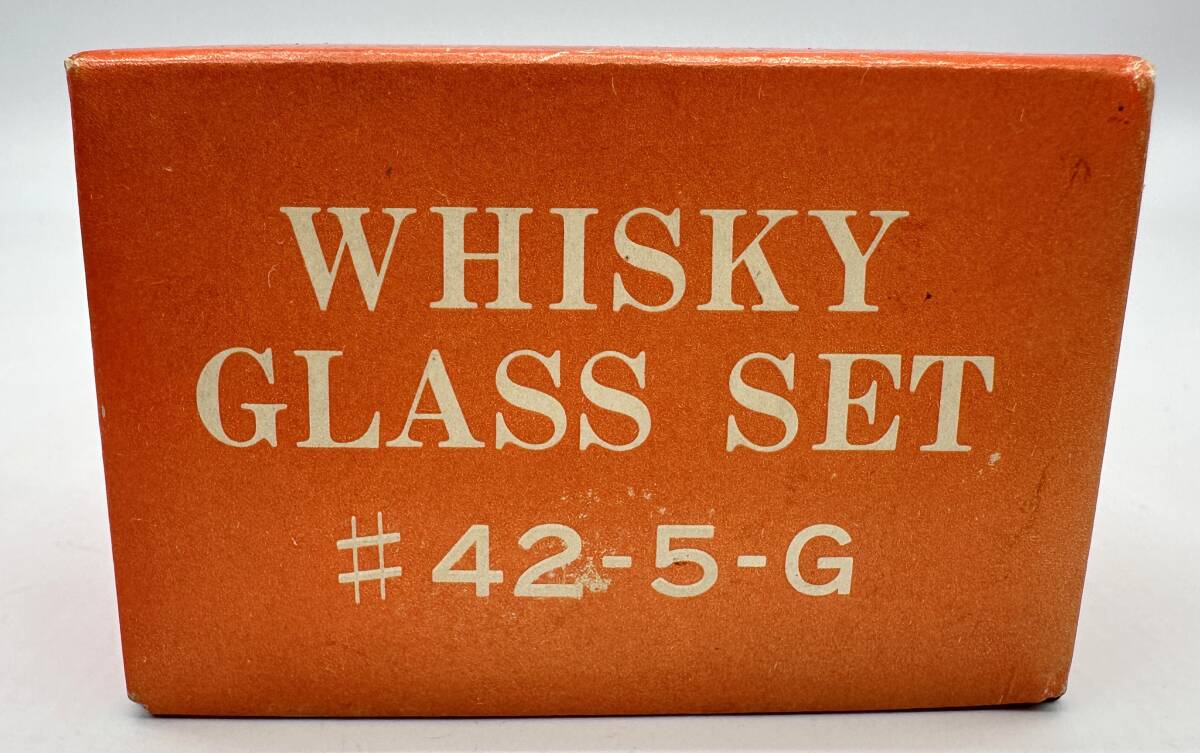 WHISKY
GLASS SET
#42-5-G